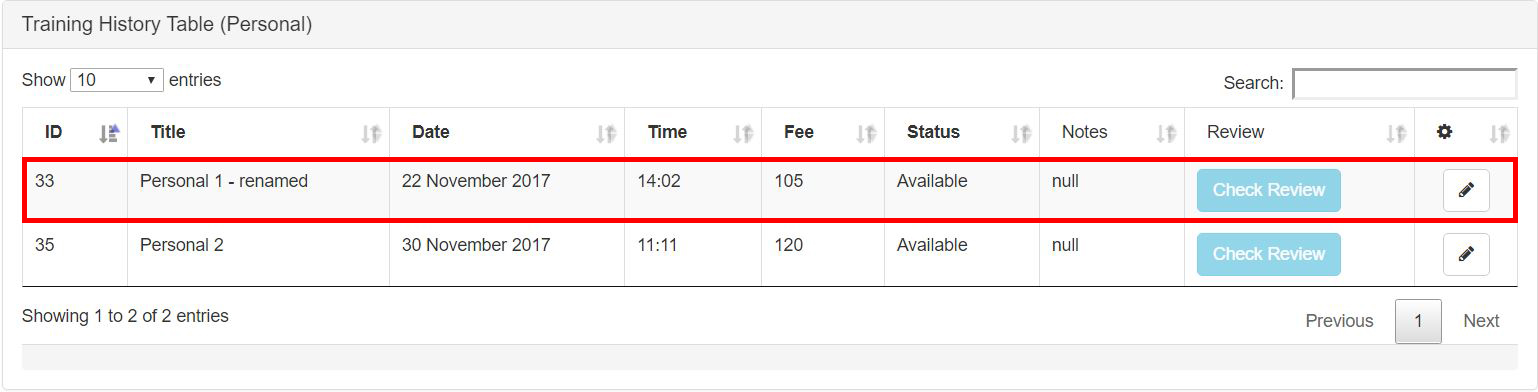 Training History Table (Personal)
Show 10 entries
Search:
ID Title Date Time Fee Status Notes Review
33 Personal 1 - renamed 22 November 2017 14:02 105 Available null Check Review
35 Personal 2 30 November 2017 11:11 120 Available null Check Review
Showing 1 to 2 of 2 entries
Previous 1 Next